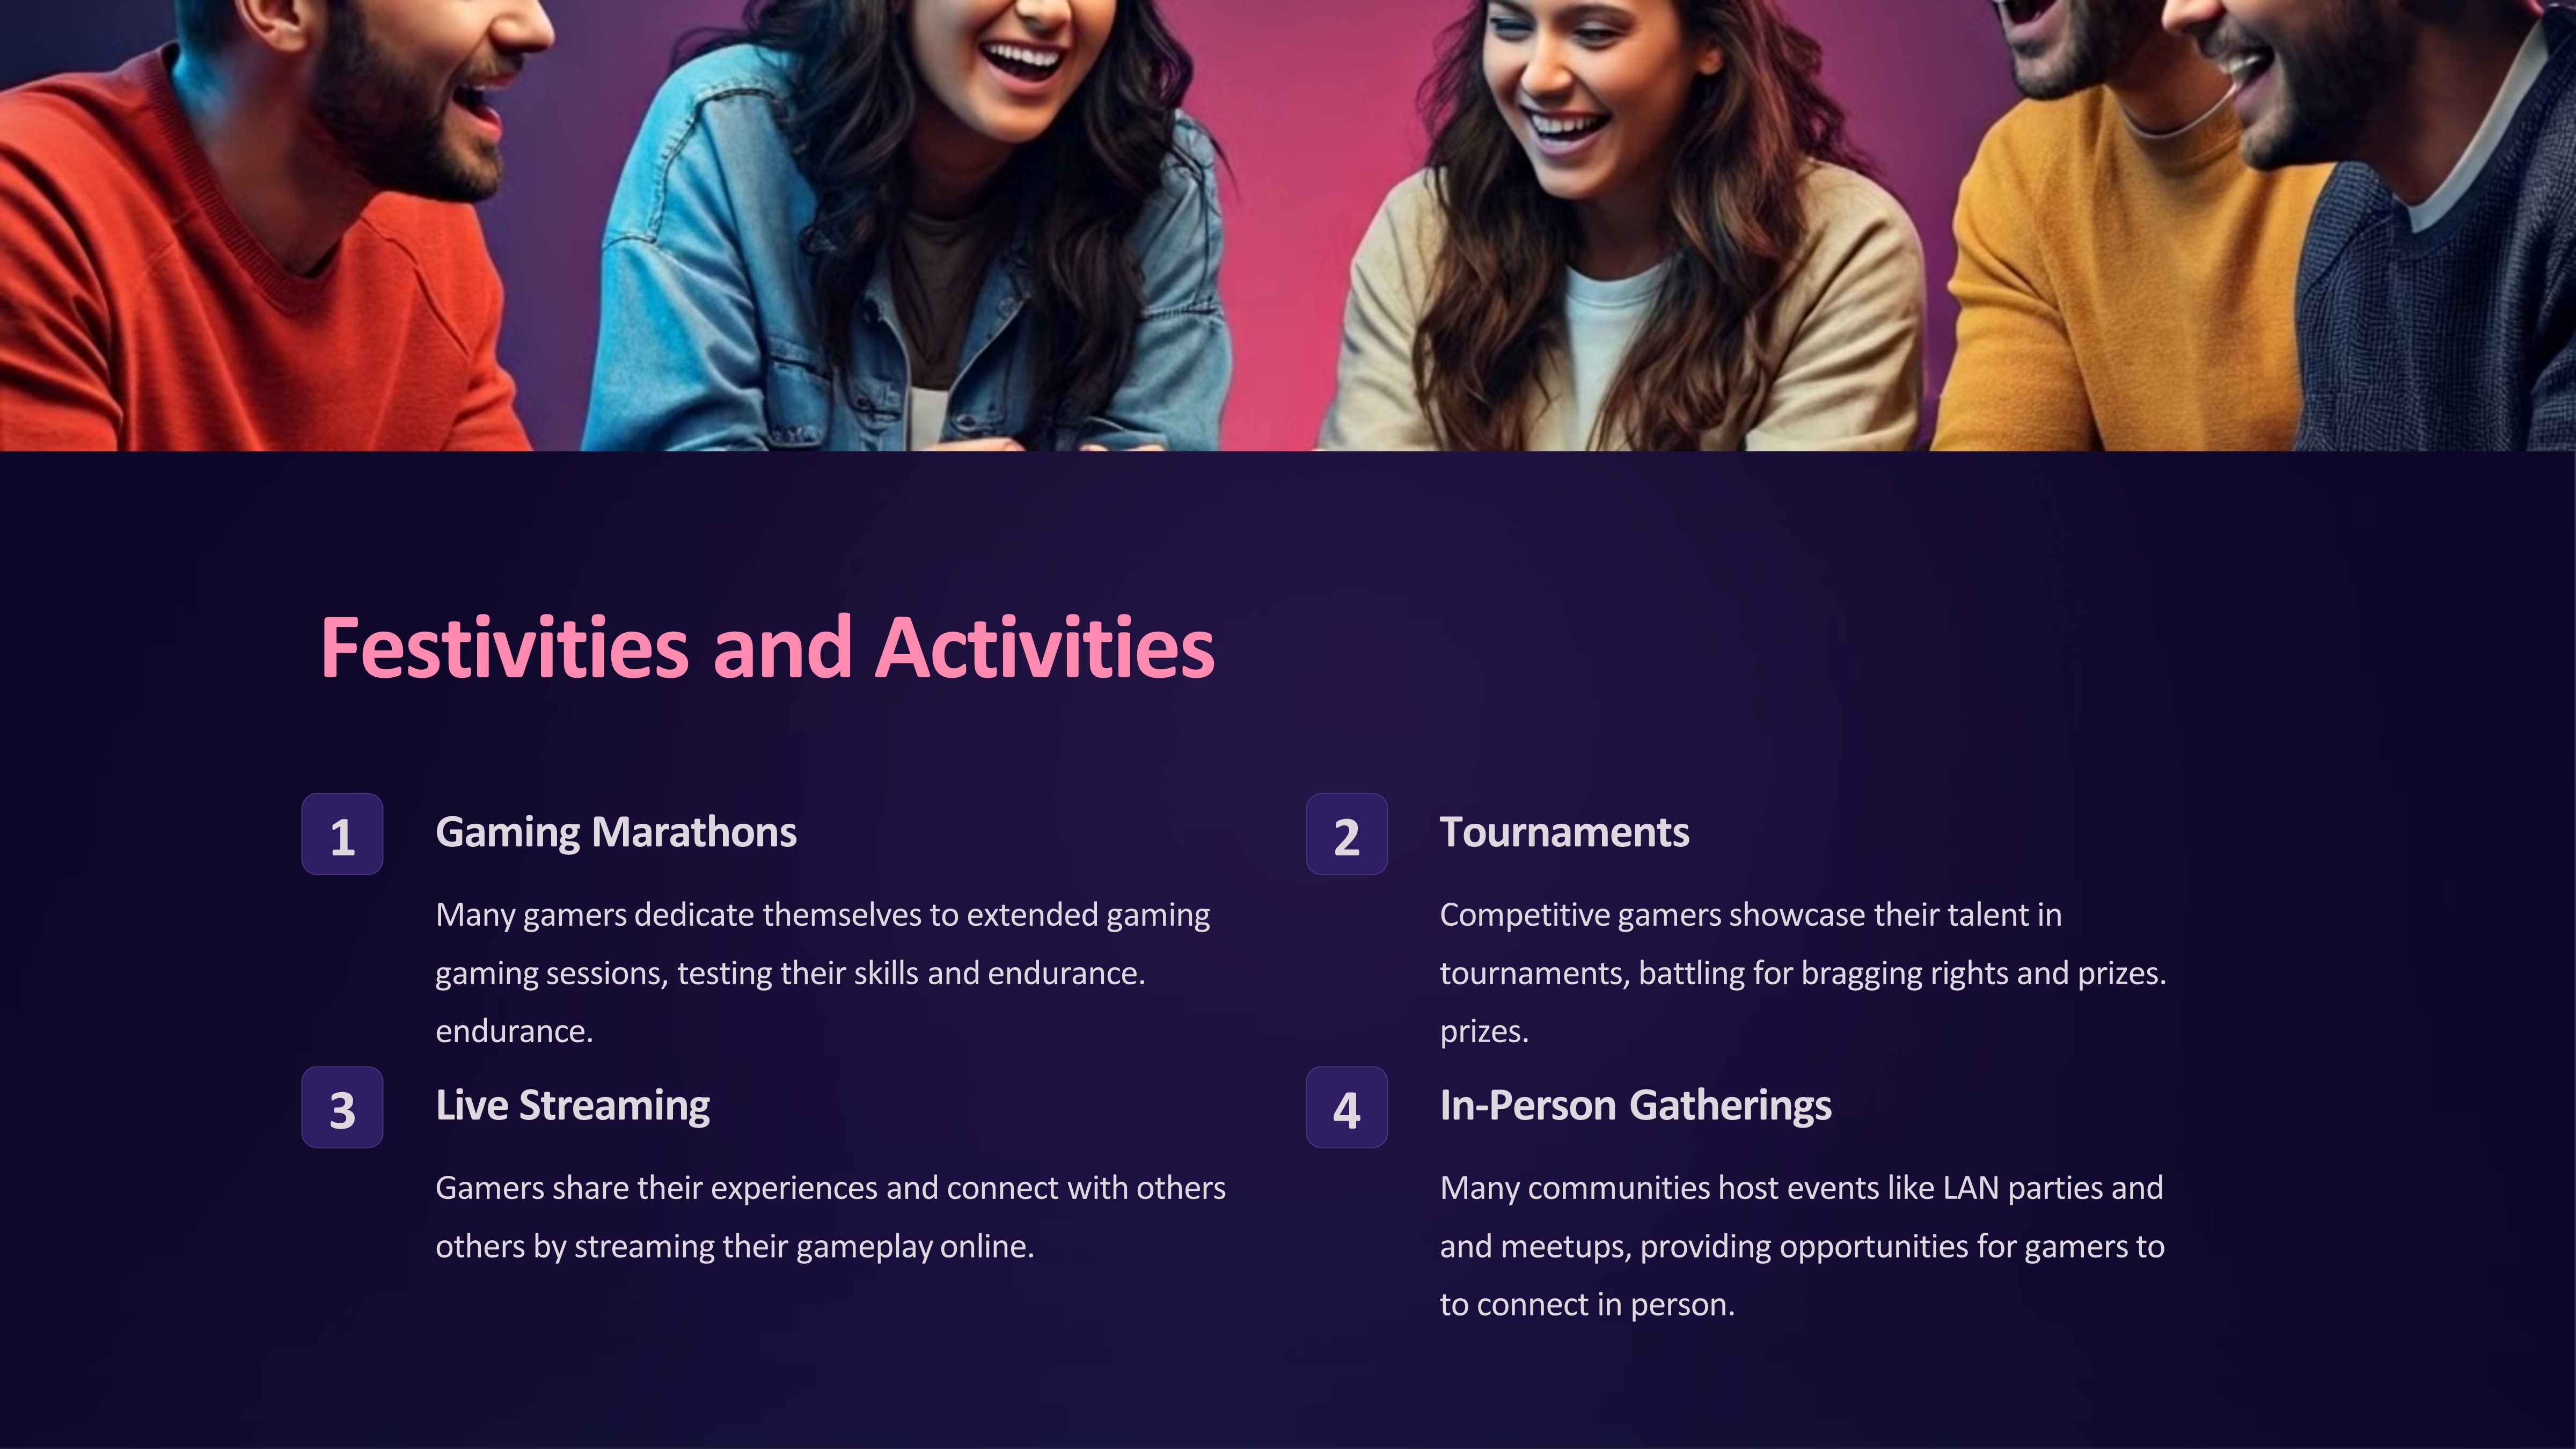 Festivities and Activities
1
Gaming Marathons
Many gamers dedicate themselves to extended gaming
gaming sessions, testing their skills and endurance.
endurance.
2
Tournaments
Competitive gamers showcase their talent in
tournaments, battling for bragging rights and prizes.
prizes.
3
Live Streaming
Gamers share their experiences and connect with others
others by streaming their gameplay online.
4
In-Person Gatherings
Many communities host events like LAN parties and
and meetups, providing opportunities for gamers to
to connect in person.